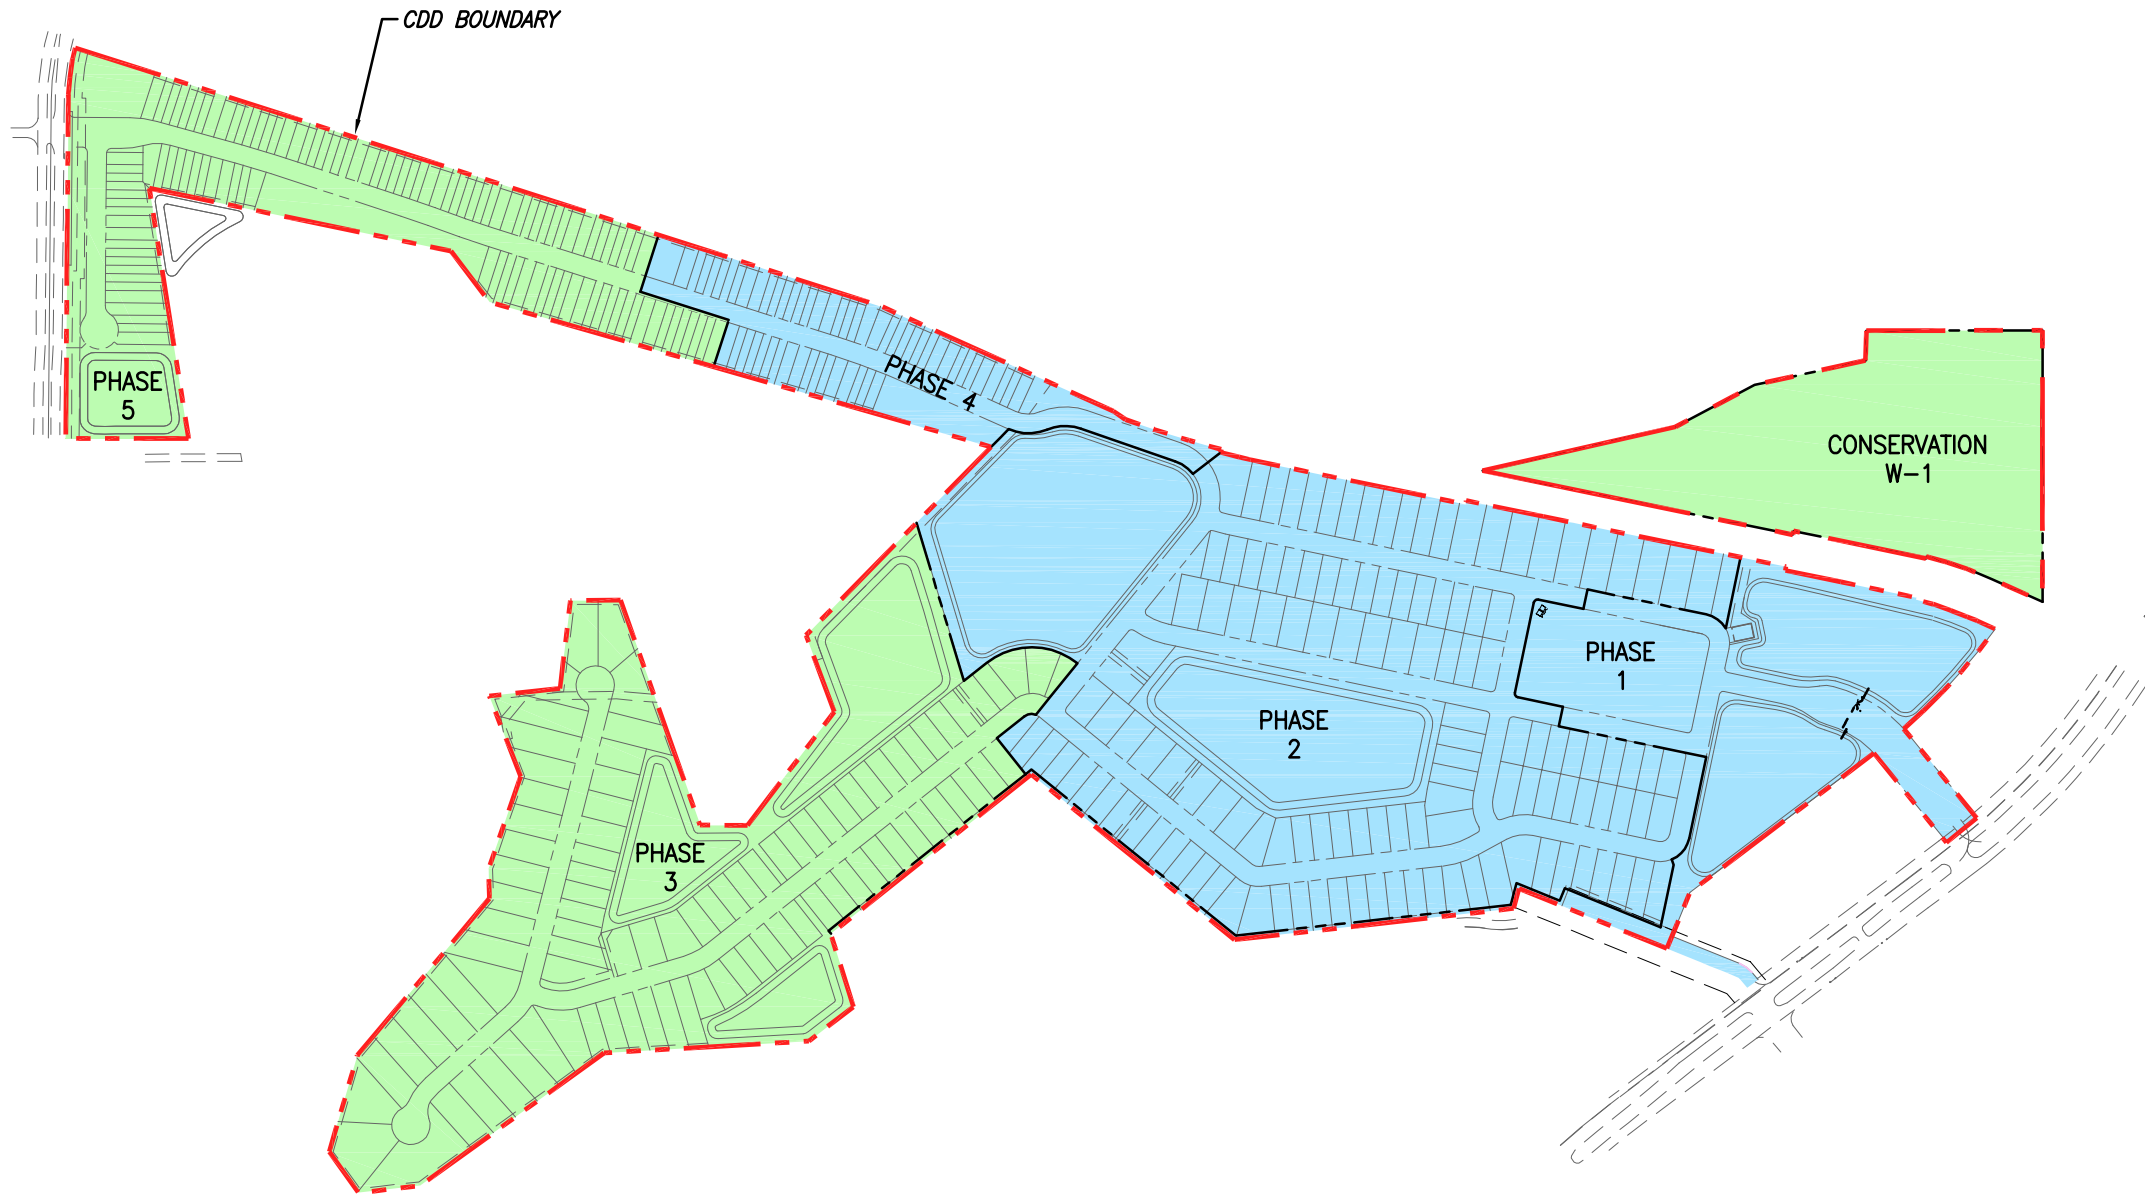 CDD BOUNDARY
PHASE
5
PHASE 4
CONSERVATION
W-1
PHASE
1
PHASE
2
PHASE
3